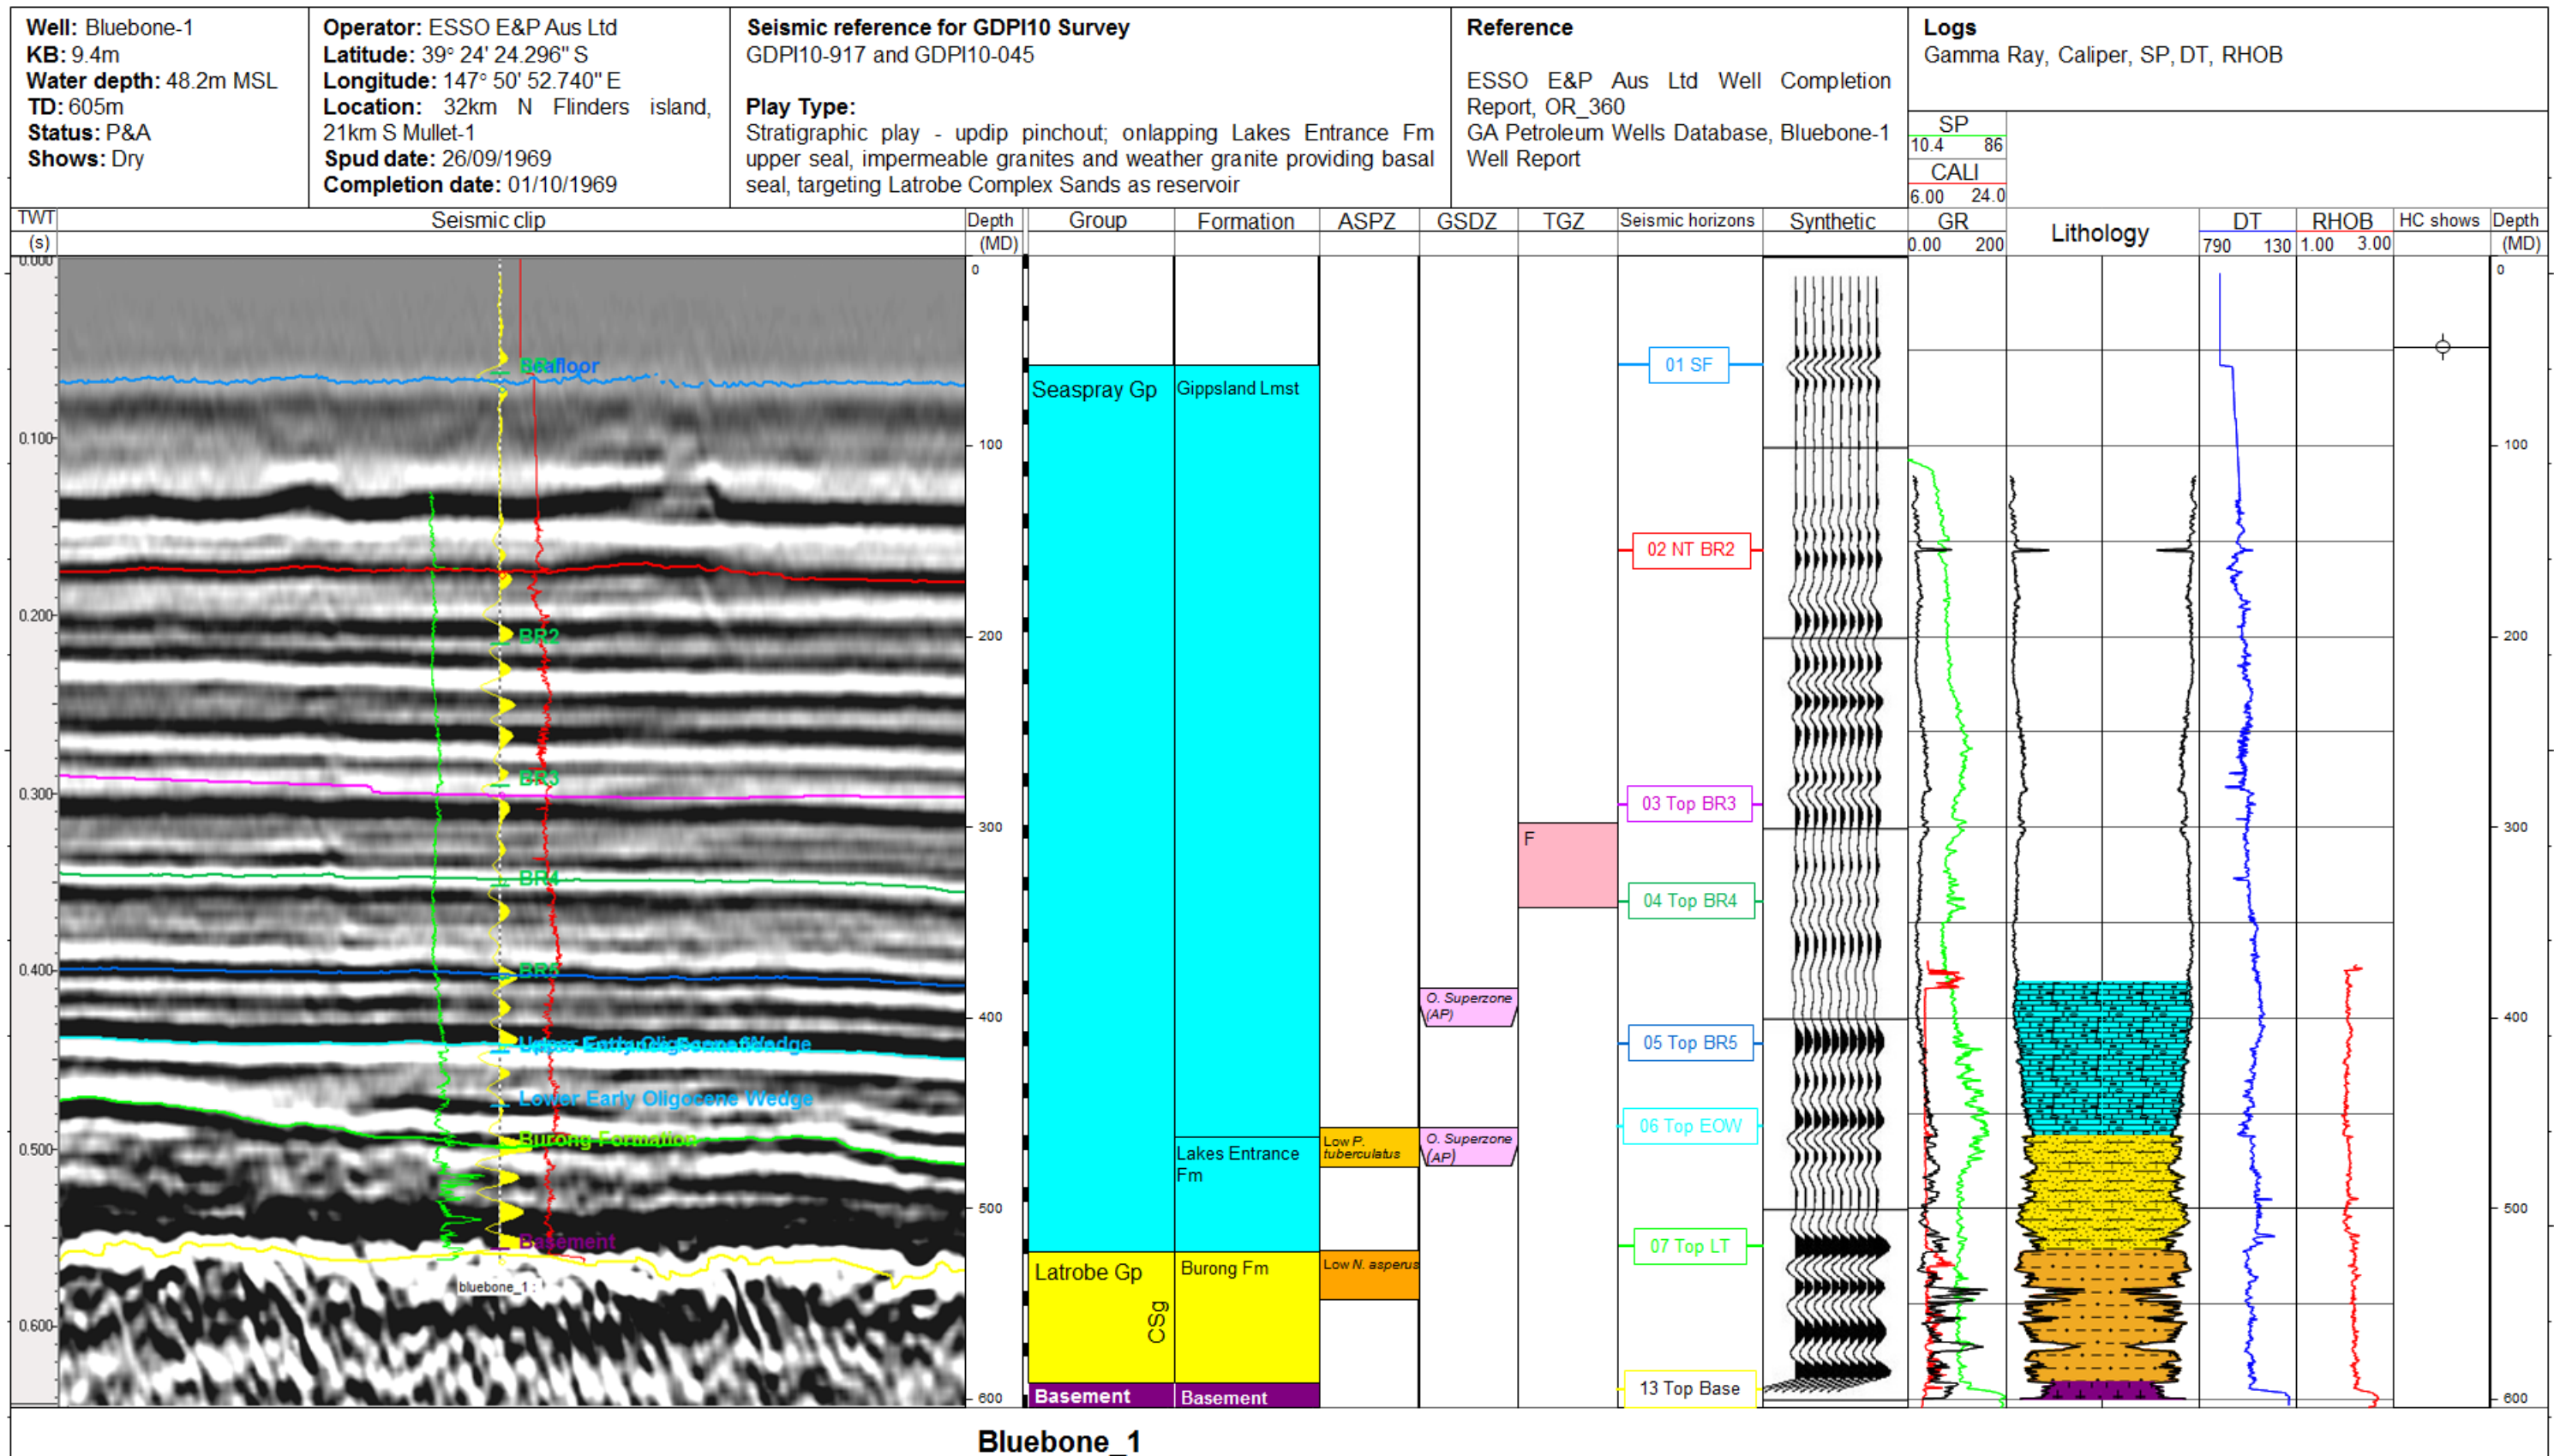 Well: Bluebone-1
KB: 9.4m
Water depth: 48.2m MSL
TD: 605m
Status: P&A
Shows: Dry
Operator: ESSO E&P Aus Ltd
Latitude: 39° 24' 24.296" S
Longitude: 147° 50' 52.740" E
Location: 32km N Flinders island,
21km S Mullet-1
Spud date: 26/09/1969
Completion date: 01/10/1969
Seismic reference for GDPI10 Survey
GDPI10-917 and GDPI10-045
Play Type:
Stratigraphic play - updip pinchout; onlapping Lakes Entrance Fm
upper seal, impermeable granites and weather granite providing basal
seal, targeting Latrobe Complex Sands as reservoir
Reference
ESSO E&P Aus Ltd Well Completion
Report, OR_360
GA Petroleum Wells Database, Bluebone-1
Well Report
Logs
Gamma Ray, Caliper, SP, DT, RHOB
SP
10.4 86
CALI
6.00 24.0
TWT Seismic clip Depth Group Formation ASPZ GSDZ TGZ Seismic horizons Synthetic GR Lithology DT RHOB HC shows Depth
(s) (MD) 0.00 200 790 130 1.00 3.00 (MD)
0.000
0.100
0.200
0.300
0.400
0.500
0.600
Seafloor
BR2
BR3
BR4
BR5
Lower Early Oligocene Wedge
Burong Formation
Basement
bluebone_1 :
0
100
200
300
400
500
600
Seaspray Gp
Latrobe Gp
CSg
Basement
Gippsland Lmst
Lakes Entrance
Fm
Burong Fm
Basement
Low P.
tuberculatus
Low N. asperus
O. Superzone
(AP)
O. Superzone
(AP)
F
01 SF
02 NT BR2
03 Top BR3
04 Top BR4
05 Top BR5
06 Top EOW
07 Top LT
13 Top Base
0
100
200
300
400
500
600
Bluebone_1